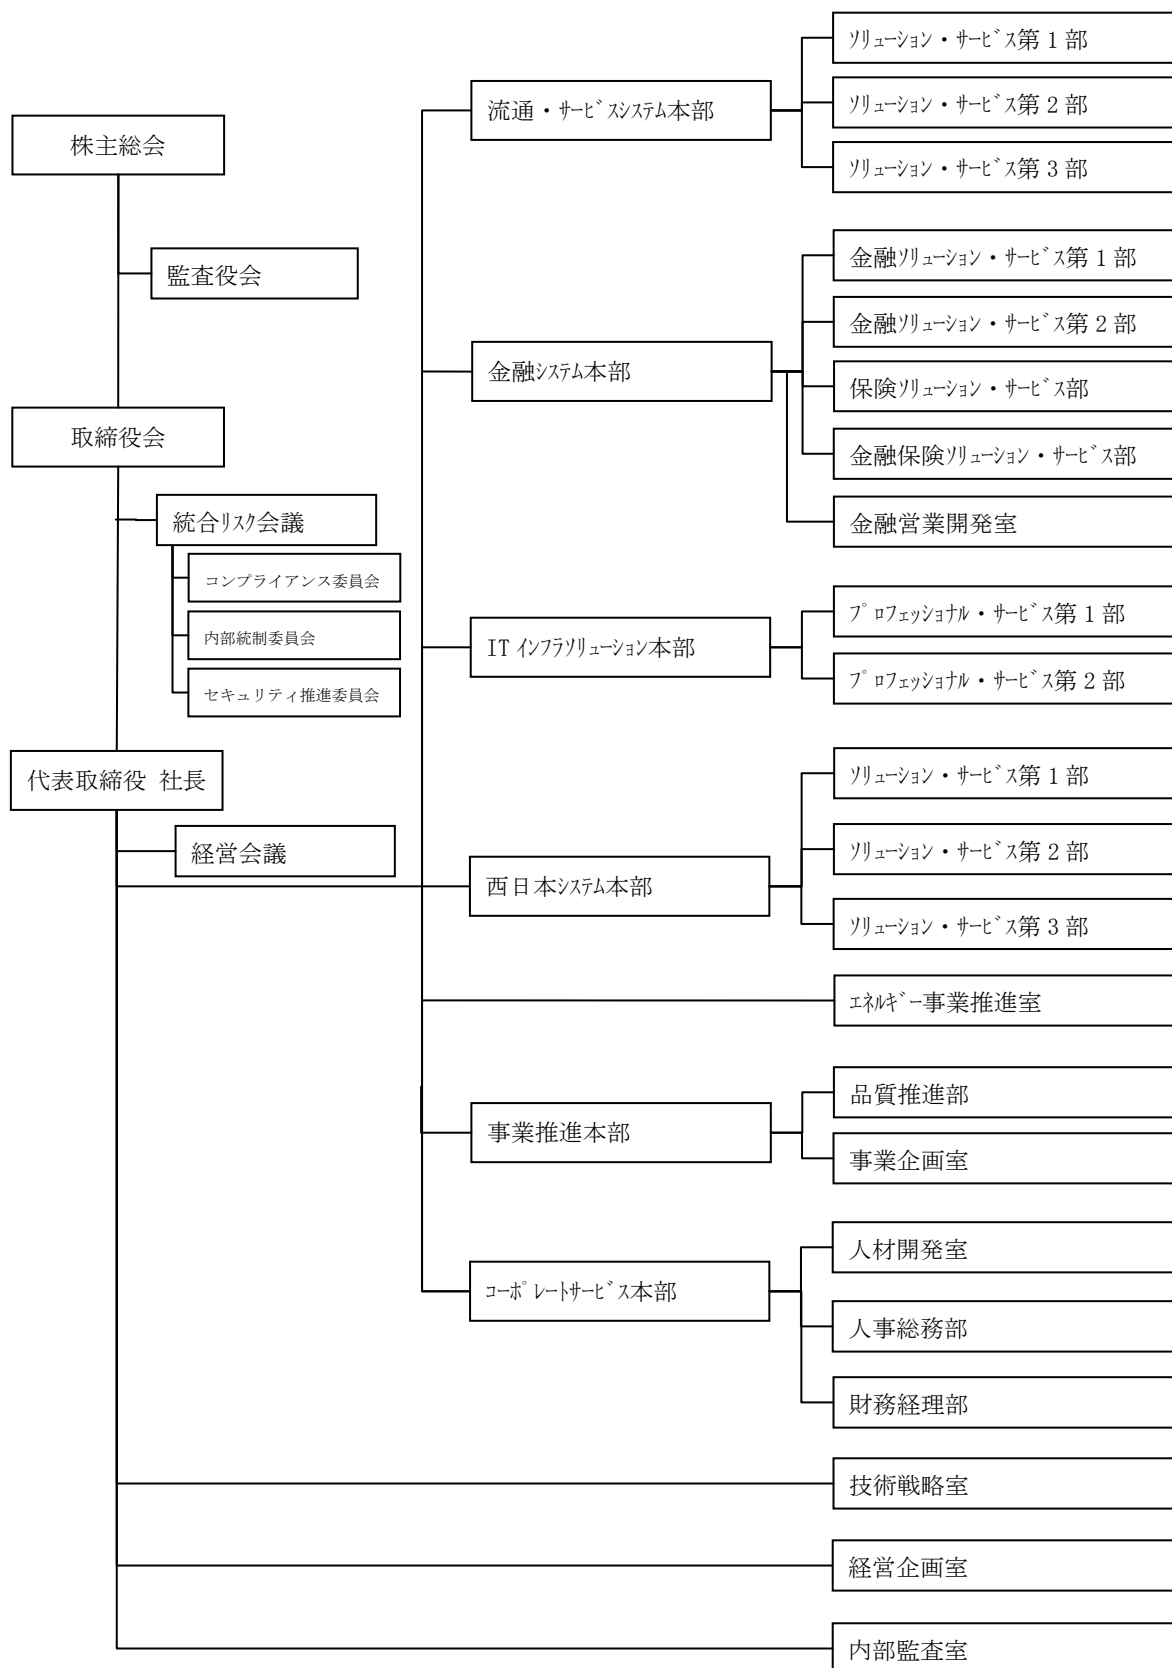 株主総会
監査役会
取締役会
統合ﾘｽｸ会議
コンプライアンス委員会
内部統制委員会
セキュリティ推進委員会
代表取締役 社長
経営会議
流通・ｻｰﾋﾞｽｼｽﾃﾑ本部
ｿﾘｭｰｼｮﾝ・ｻｰﾋﾞｽ第1部
ｿﾘｭｰｼｮﾝ・ｻｰﾋﾞｽ第2部
ｿﾘｭｰｼｮﾝ・ｻｰﾋﾞｽ第3部
金融ｼｽﾃﾑ本部
金融ｿﾘｭｰｼｮﾝ・ｻｰﾋﾞｽ第1部
金融ｿﾘｭｰｼｮﾝ・ｻｰﾋﾞｽ第2部
保険ｿﾘｭｰｼｮﾝ・ｻｰﾋﾞｽ部
金融保険ｿﾘｭｰｼｮﾝ・ｻｰﾋﾞｽ部
金融営業開発室
IT ｲﾝﾌﾗｿﾘｭｰｼｮﾝ本部
ﾌﾟﾛﾌｪｯｼｮﾅﾙ・ｻｰﾋﾞｽ第1部
ﾌﾟﾛﾌｪｯｼｮﾅﾙ・ｻｰﾋﾞｽ第2部
西日本ｼｽﾃﾑ本部
ｿﾘｭｰｼｮﾝ・ｻｰﾋﾞｽ第1部
ｿﾘｭｰｼｮﾝ・ｻｰﾋﾞｽ第2部
ｿﾘｭｰｼｮﾝ・ｻｰﾋﾞｽ第3部
ｴﾈﾙｷﾞｰ事業推進室
事業推進本部
品質推進部
事業企画室
ｺｰﾎﾟﾚｰﾄｻｰﾋﾞｽ本部
人材開発室
人事総務部
財務経理部
技術戦略室
経営企画室
内部監査室